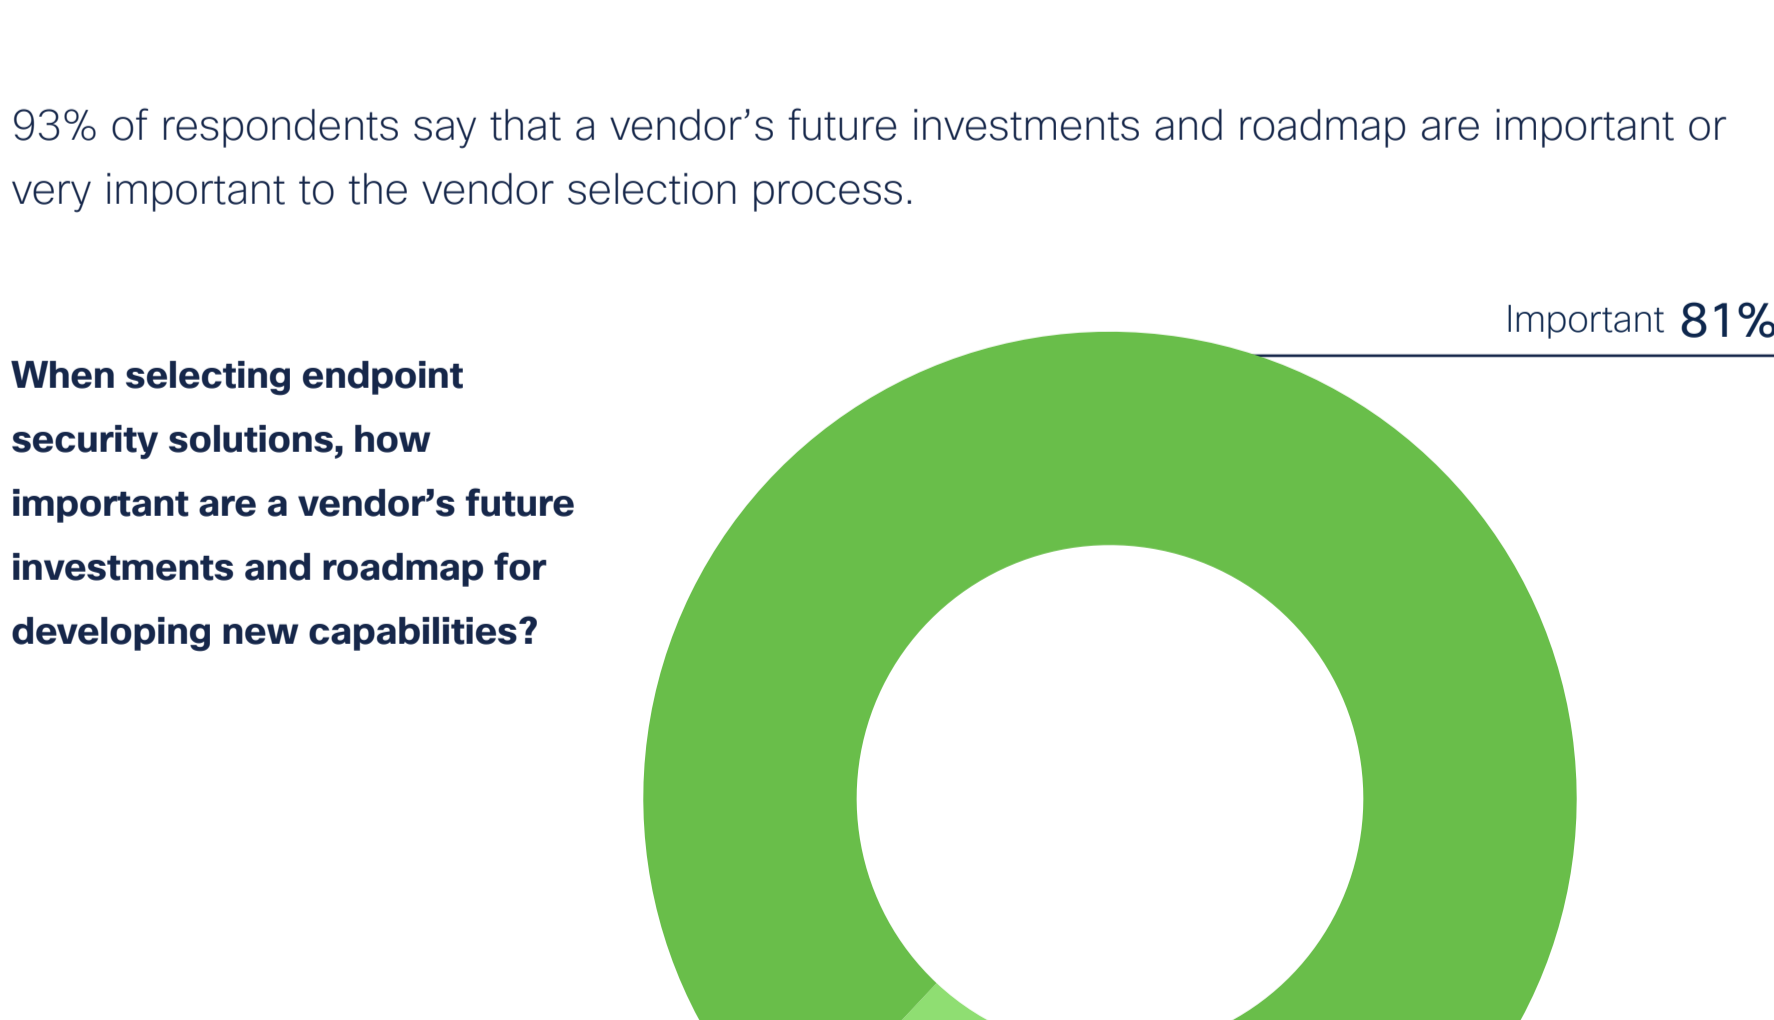 93% of respondents say that a vendor’s future investments and roadmap are important or
very important to the vendor selection process.
Important 81%
When selecting endpoint
security solutions, how
important are a vendor’s future
investments and roadmap for
developing new capabilities?